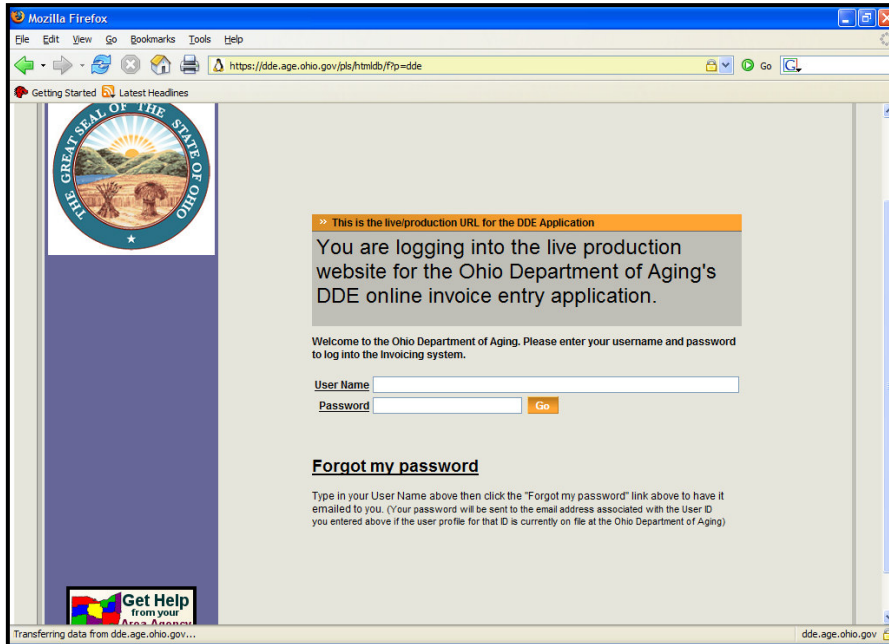 Mozilla Firefox
File Edit View Go Bookmarks Tools Help
https://dde.age.ohio.gov/pls/htmldb/f?p=dde
Go
G
Getting Started Latest Headlines
THE GREAT SEAL OF THE STATE OF OHIO
» This is the live/production URL for the DDE Application
You are logging into the live production
website for the Ohio Department of Aging's
DDE online invoice entry application.
Welcome to the Ohio Department of Aging. Please enter your username and password
to log into the Invoicing system.
User Name
Password Go
Forgot my password
Type in your User Name above then click the "Forgot my password" link above to have it
emailed to you. (Your password will be sent to the email address associated with the User ID
you entered above if the user profile for that ID is currently on file at the Ohio Department of Aging)
Get Help
from your
Area Agency
Transferring data from dde.age.ohio.gov... dde.age.ohio.gov